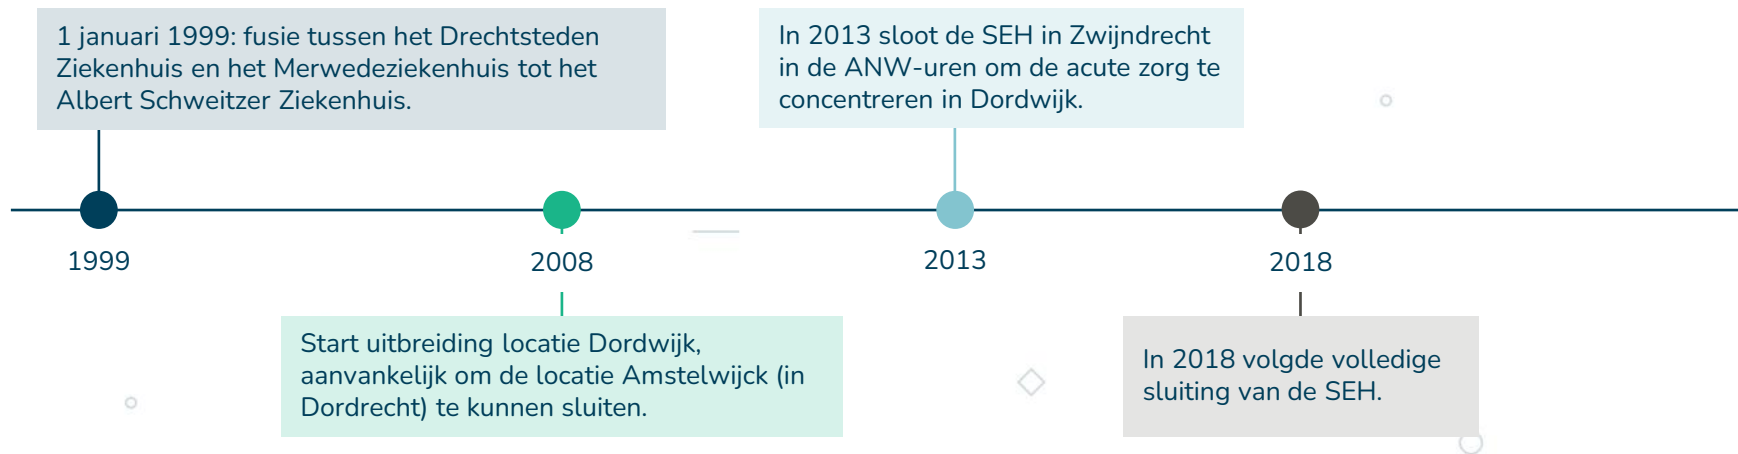 1 januari 1999: fusie tussen het Drechtsteden
Ziekenhuis en het Merwedeziekenhuis tot het
Albert Schweitzer Ziekenhuis.
In 2013 sloot de SEH in Zwijndrecht
in de ANW-uren om de acute zorg te
concentreren in Dordwijk.
1999
2008
2013
2018
Start uitbreiding locatie Dordwijk,
aanvankelijk om de locatie Amstelwijck (in
Dordrecht) te kunnen sluiten.
In 2018 volgde volledige
sluiting van de SEH.